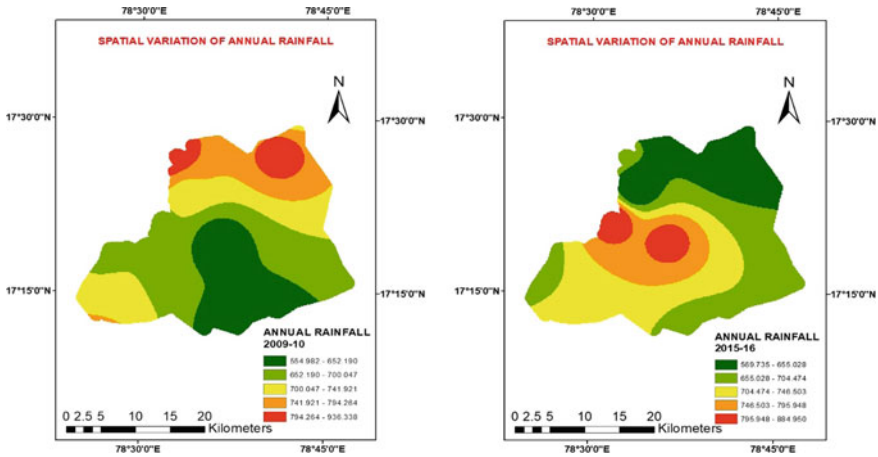 78°30'0"E 78°45'0"E
SPATIAL VARIATION OF ANNUAL RAINFALL
N
17°30'0"N 17°30'0"N
17°15'0"N 17°15'0"N
ANNUAL RAINFALL
2009-10
554.982 - 652.190
652.190 - 700.047
700.047 - 741.921
741.921 - 794.264
794.264 - 936.338
0 2.5 5 10 15 20
Kilometers
78°30'0"E 78°45'0"E
78°30'0"E 78°45'0"E
SPATIAL VARIATION OF ANNUAL RAINFALL
N
17°30'0"N 17°30'0"N
17°15'0"N 17°15'0"N
ANNUAL RAINFALL
2015-16
569.735 - 655.028
655.028 - 704.474
704.474 - 746.503
746.503 - 795.948
795.948 - 884.950
0 2.5 5 10 15 20
Kilometers
78°30'0"E 78°45'0"E